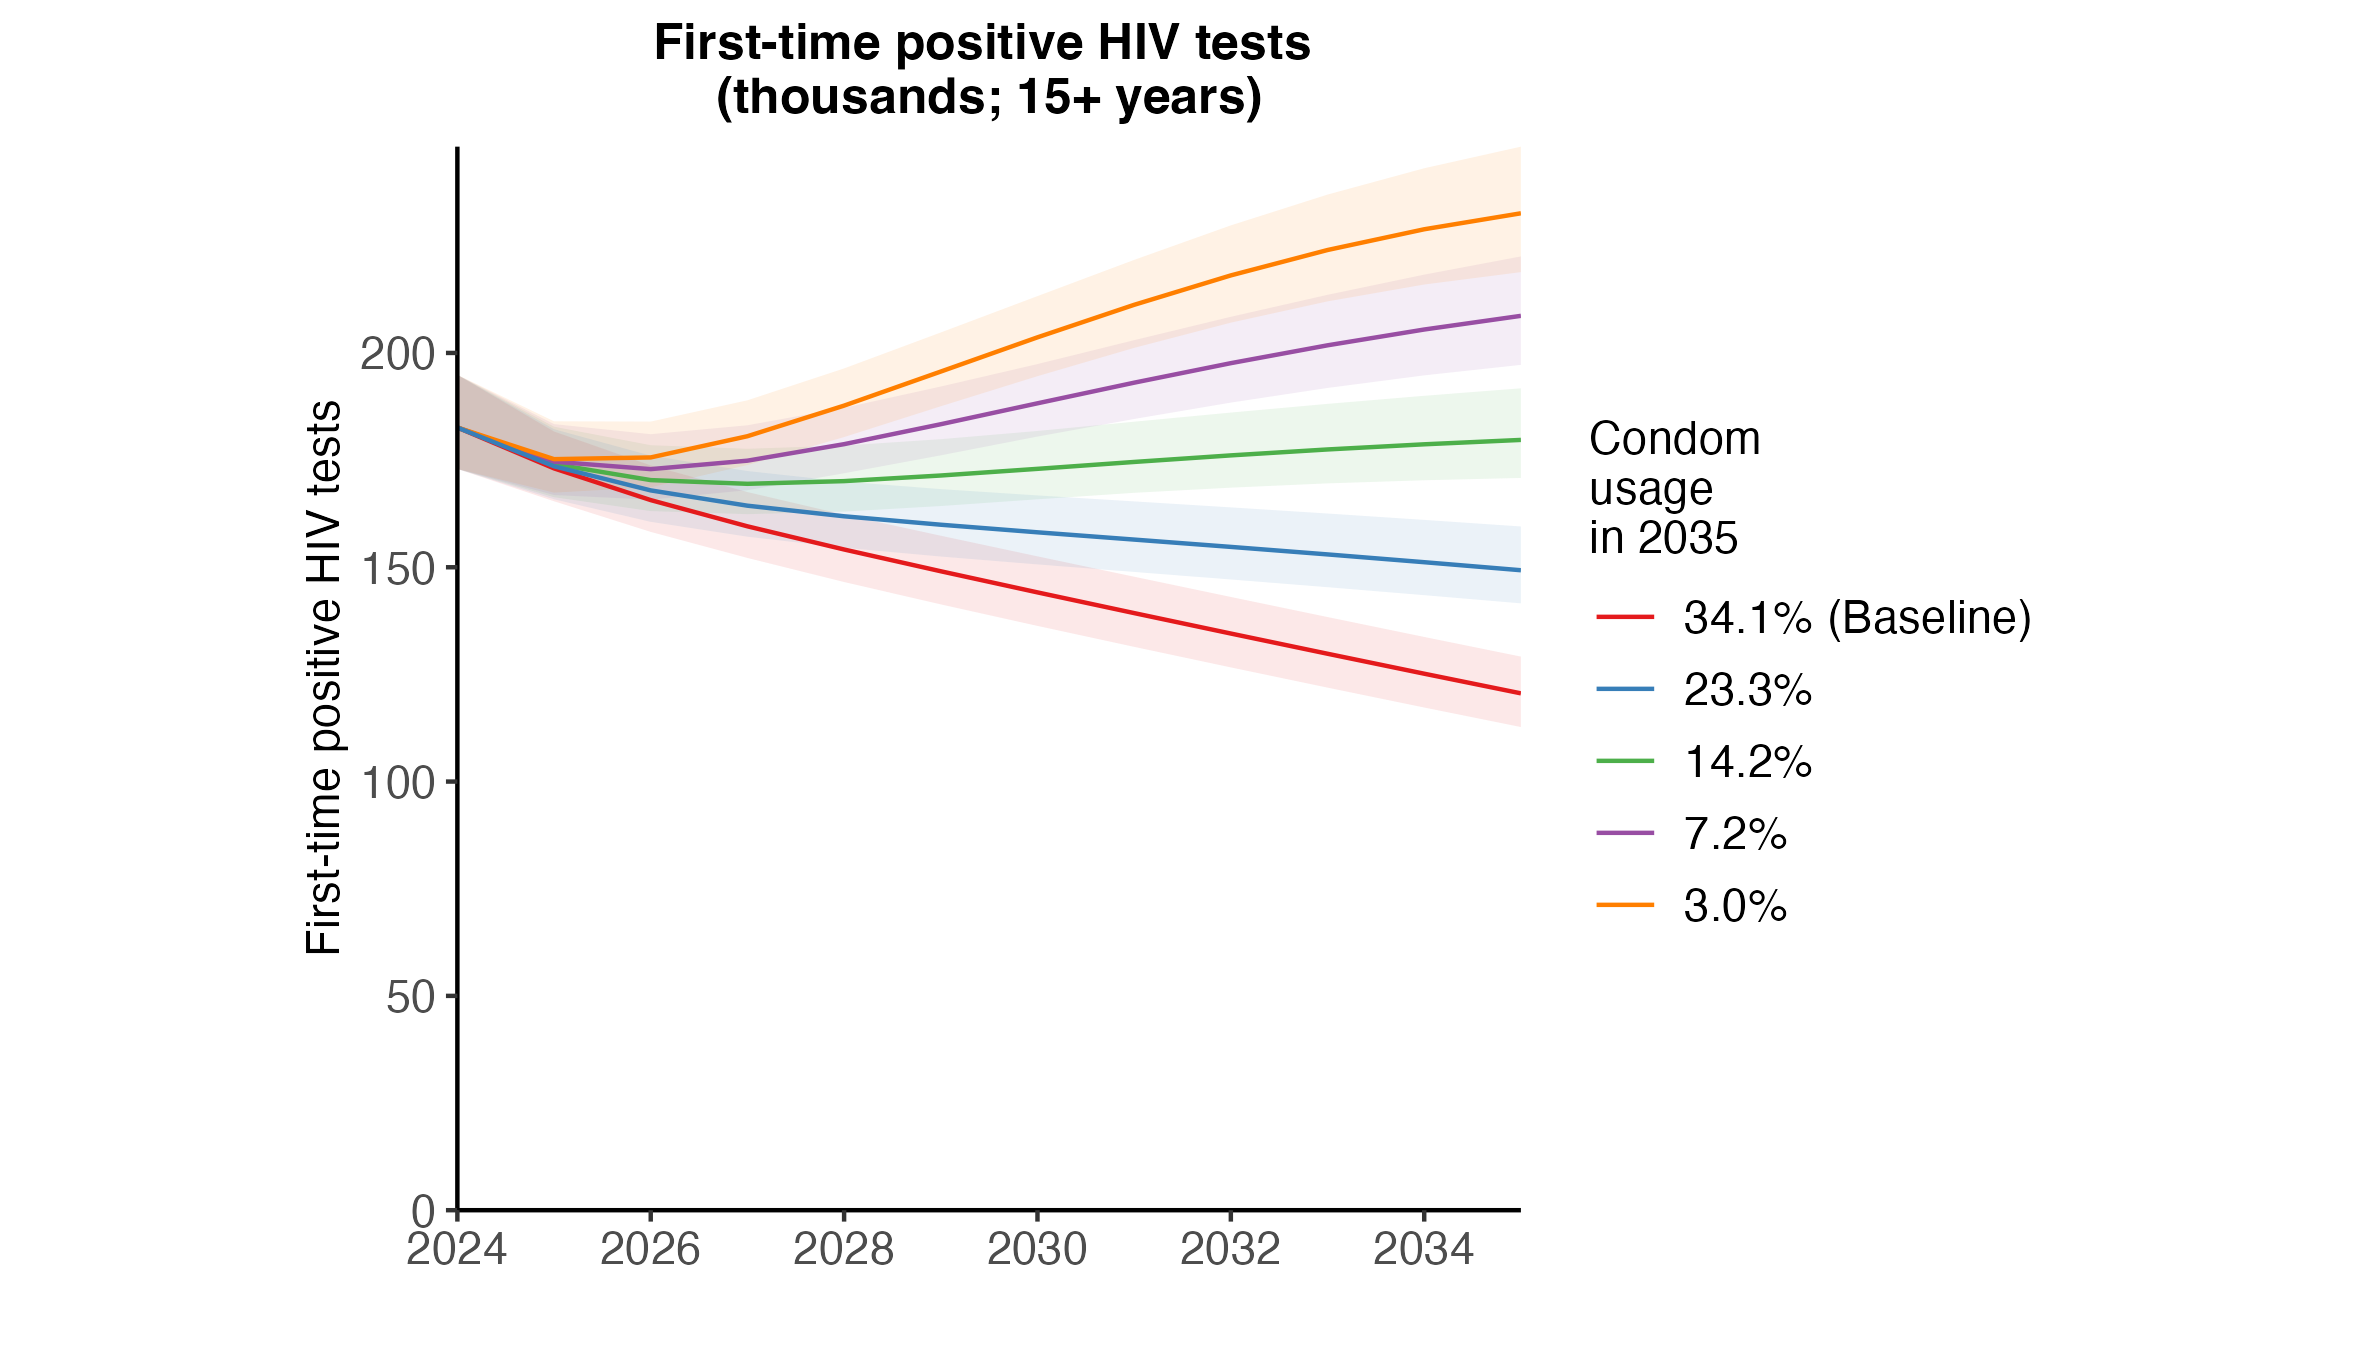 First-time positive HIV tests
(thousands; 15+ years)
First-time positive HIV tests
200
150
100
50
0
2024
2026
2028
2030
2032
2034
Condom
usage
in 2035
34.1% (Baseline)
23.3%
14.2%
7.2%
3.0%